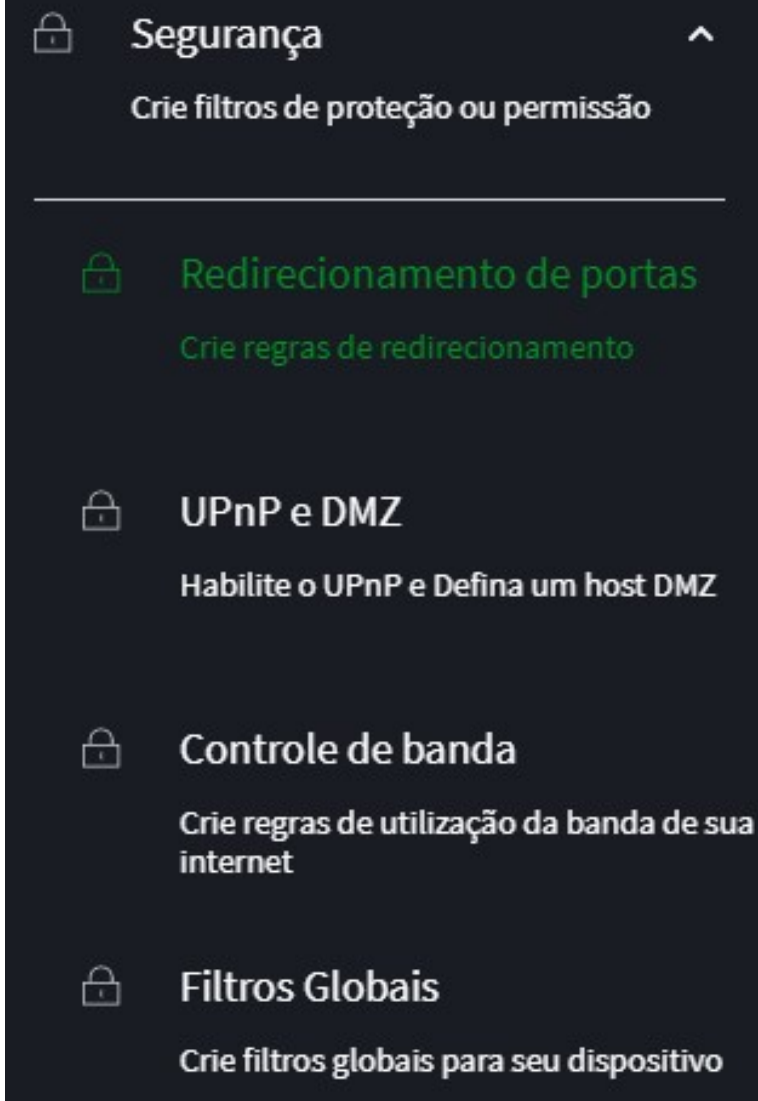 Segurança
Crie filtros de proteção ou permissão
Redirecionamento de portas
Crie regras de redirecionamento
UPnP e DMZ
Habilite o UPnP e Defina um host DMZ
Controle de banda
Crie regras de utilização da banda de sua
internet
Filtros Globais
Crie filtros globais para seu dispositivo